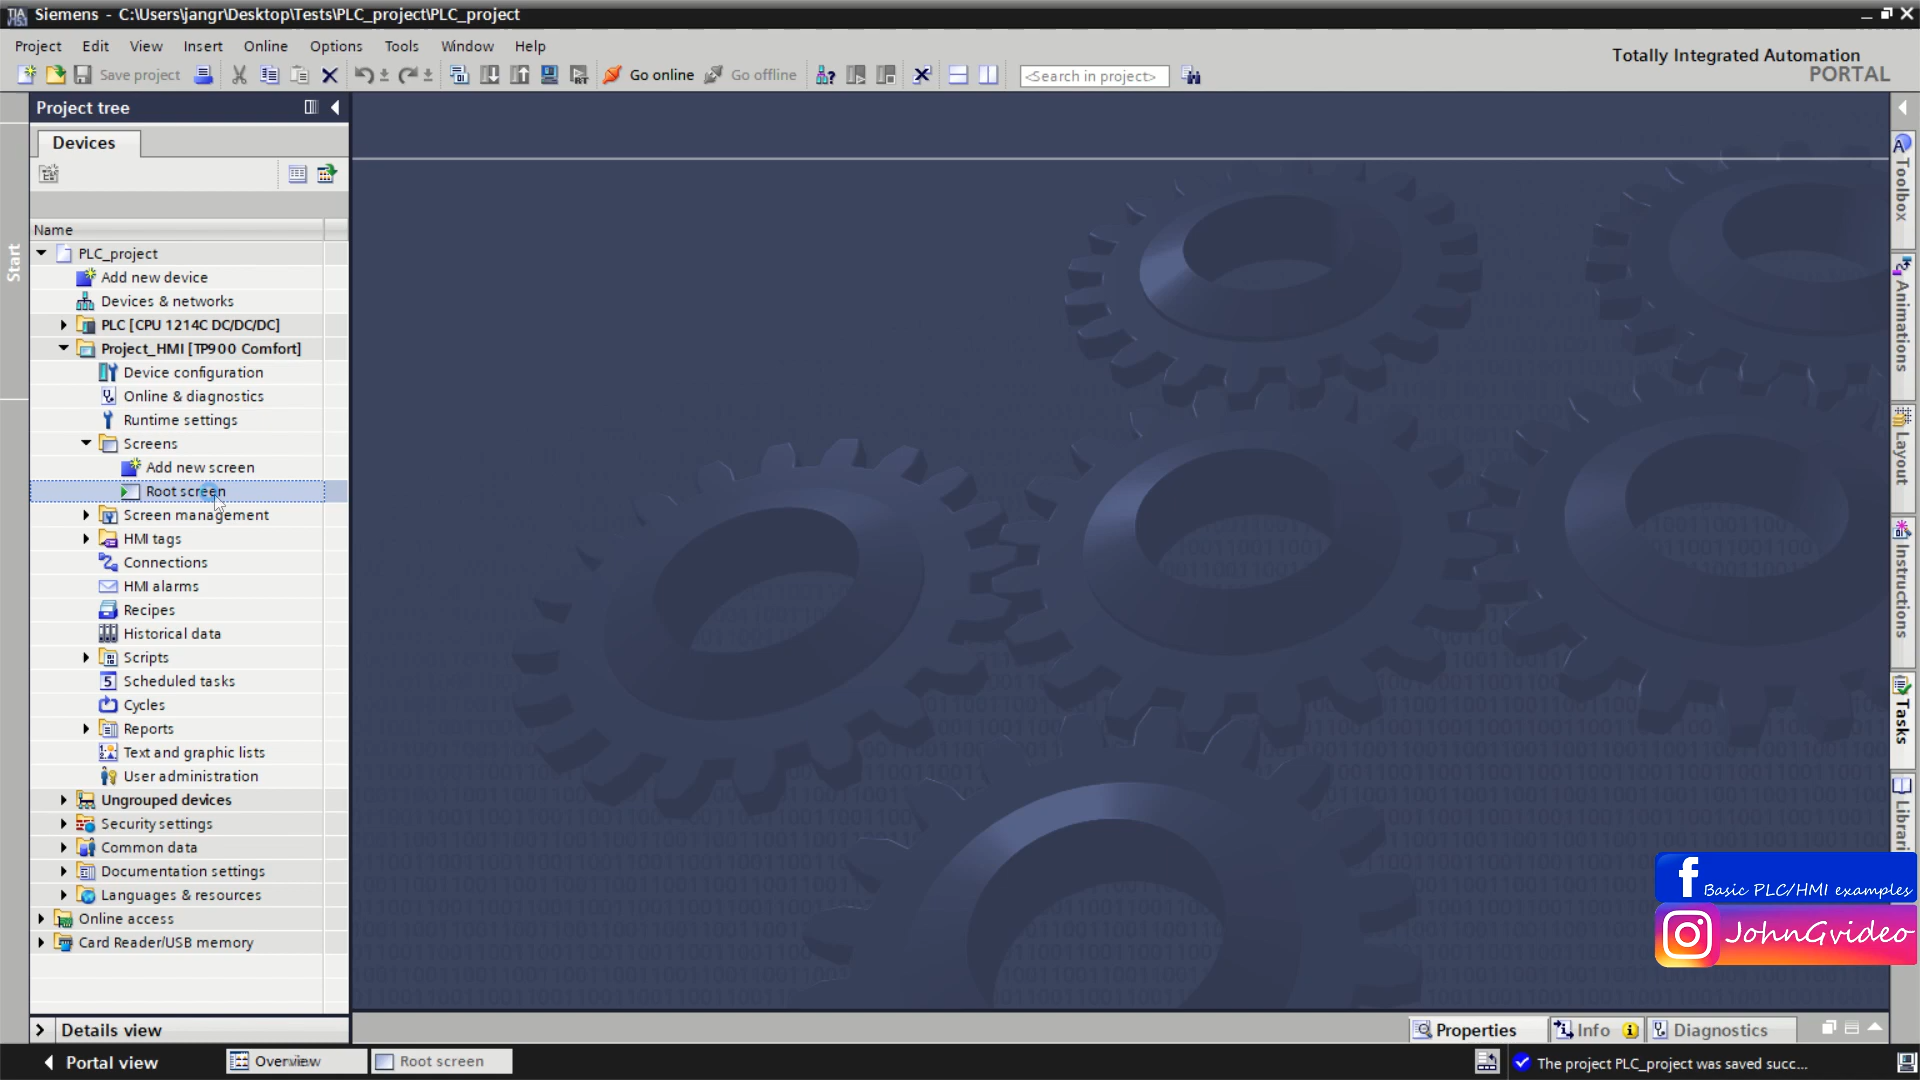 Siemens - C:\Users\jangr\Desktop\Tests\PLC_project\PLC_project
Project Edit View Insert Online Options Tools Window Help
Totally Integrated Automation
PORTAL
Save project
Go online
Go offline
<Search in project>
Project tree
Devices
Start
Name
PLC_project
Add new device
Devices & networks
PLC [CPU 1214C DC/DC/DC]
Project_HMI [TP900 Comfort]
Device configuration
Online & diagnostics
Runtime settings
Screens
Add new screen
Root screen
Screen management
HMI tags
Connections
HMI alarms
Recipes
Historical data
Scripts
Scheduled tasks
Cycles
Reports
Text and graphic lists
User administration
Ungrouped devices
Security settings
Common data
Documentation settings
Languages & resources
Online access
Card Reader/USB memory
Details view
Toolbox
Animations
Layout
Instructions
Tasks
Librari
Basic PLC/HMI examples
JohnGvideo
Properties
Info
Diagnostics
Portal view
Overview
Root screen
The project PLC_project was saved succ...